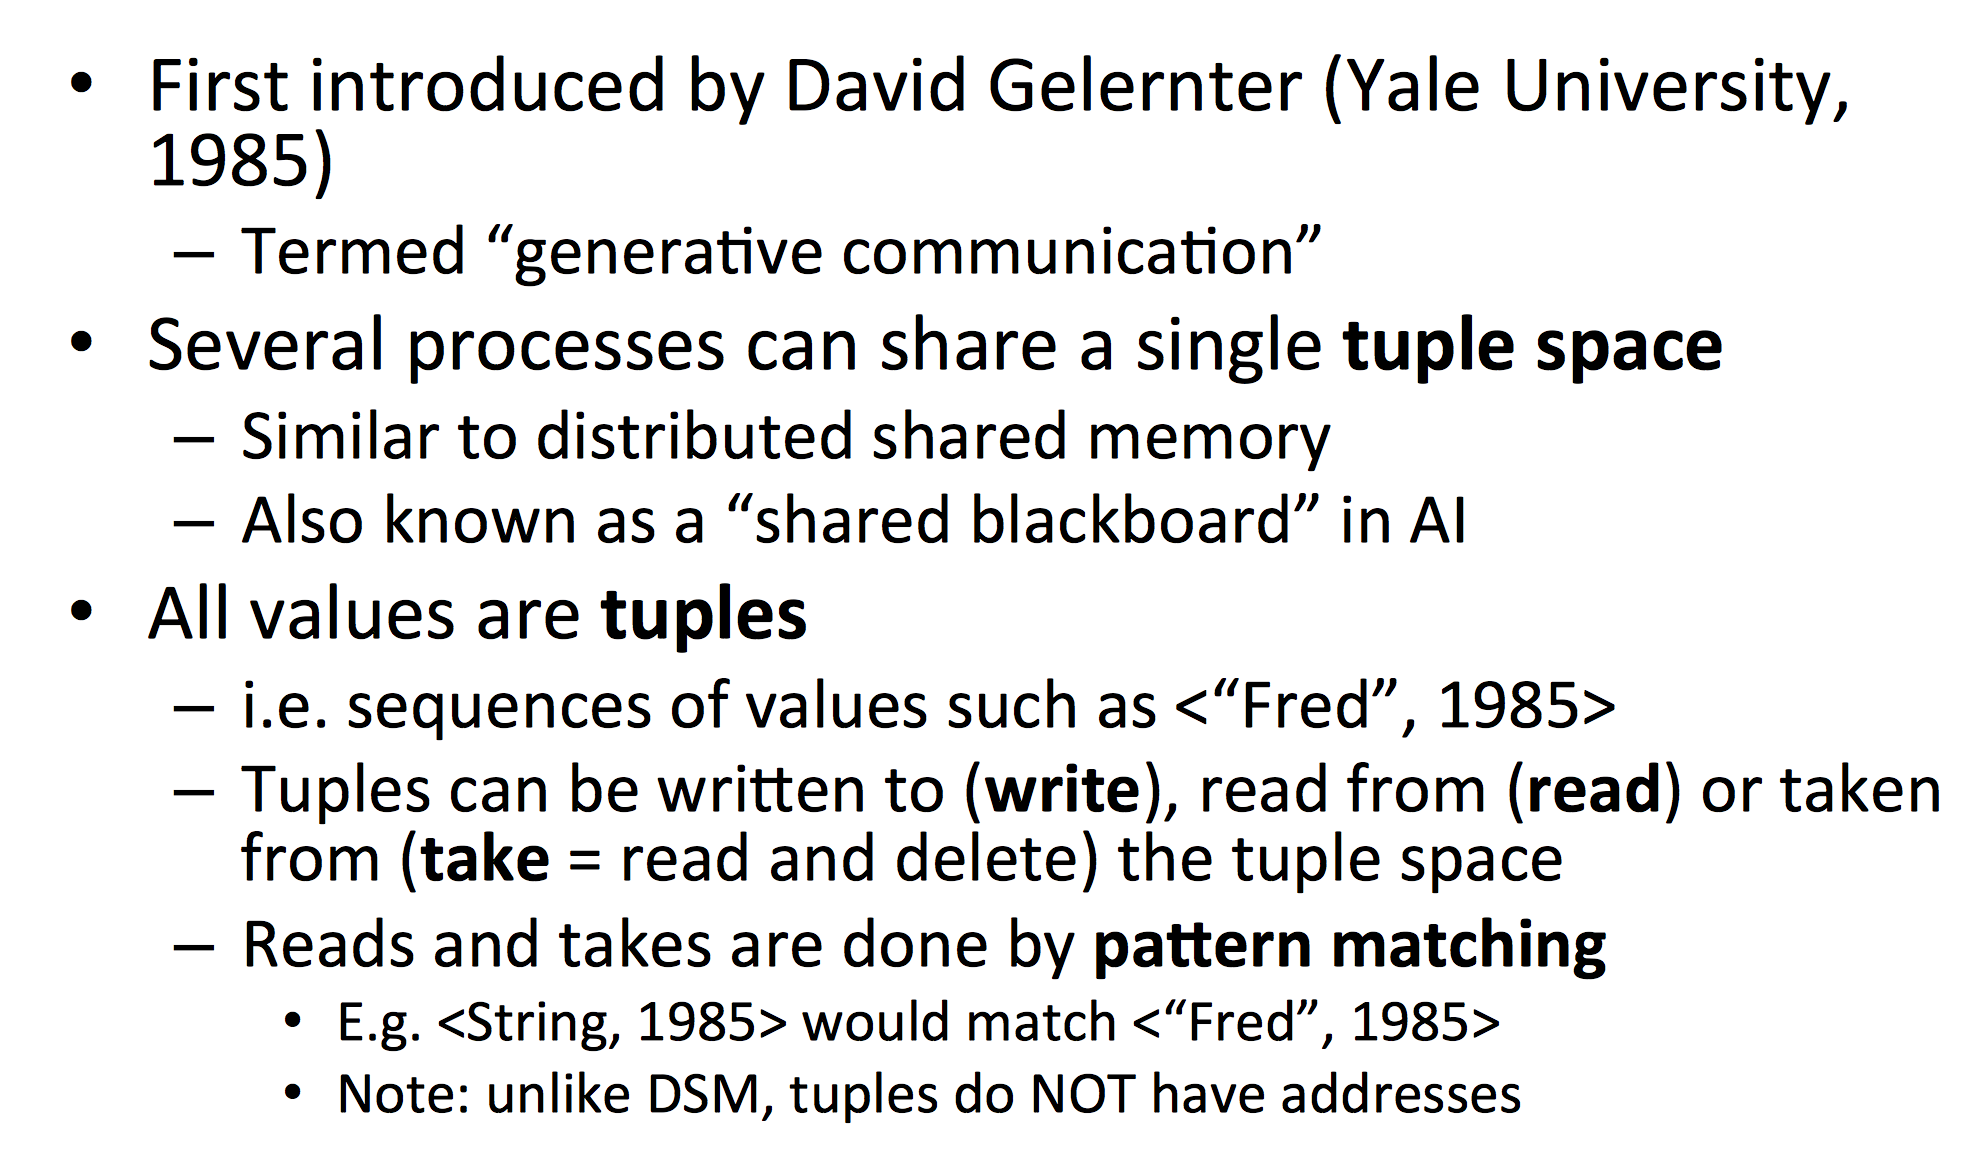 • First introduced by David Gelernter (Yale University,
1985)
– Termed “generative communication”
• Several processes can share a single tuple space
– Similar to distributed shared memory
– Also known as a “shared blackboard” in AI
• All values are tuples
– i.e. sequences of values such as <“Fred”, 1985>
– Tuples can be written to (write), read from (read) or taken
from (take = read and delete) the tuple space
– Reads and takes are done by pattern matching
• E.g. <String, 1985> would match <“Fred”, 1985>
• Note: unlike DSM, tuples do NOT have addresses